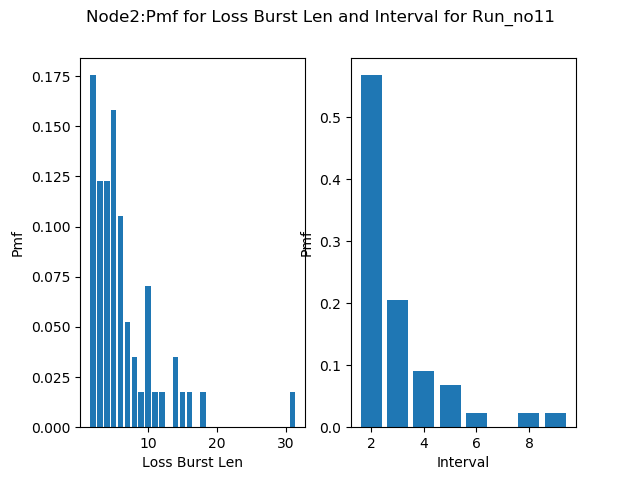 Node2:Pmf for Loss Burst Len and Interval for Run_no11
0.175
0.150
0.125
0.100
0.075
0.050
0.025
0.000
Pmf
10 20 30
Loss Burst Len
0.5
0.4
0.3
0.2
0.1
0.0
Pmf
2 4 6 8
Interval